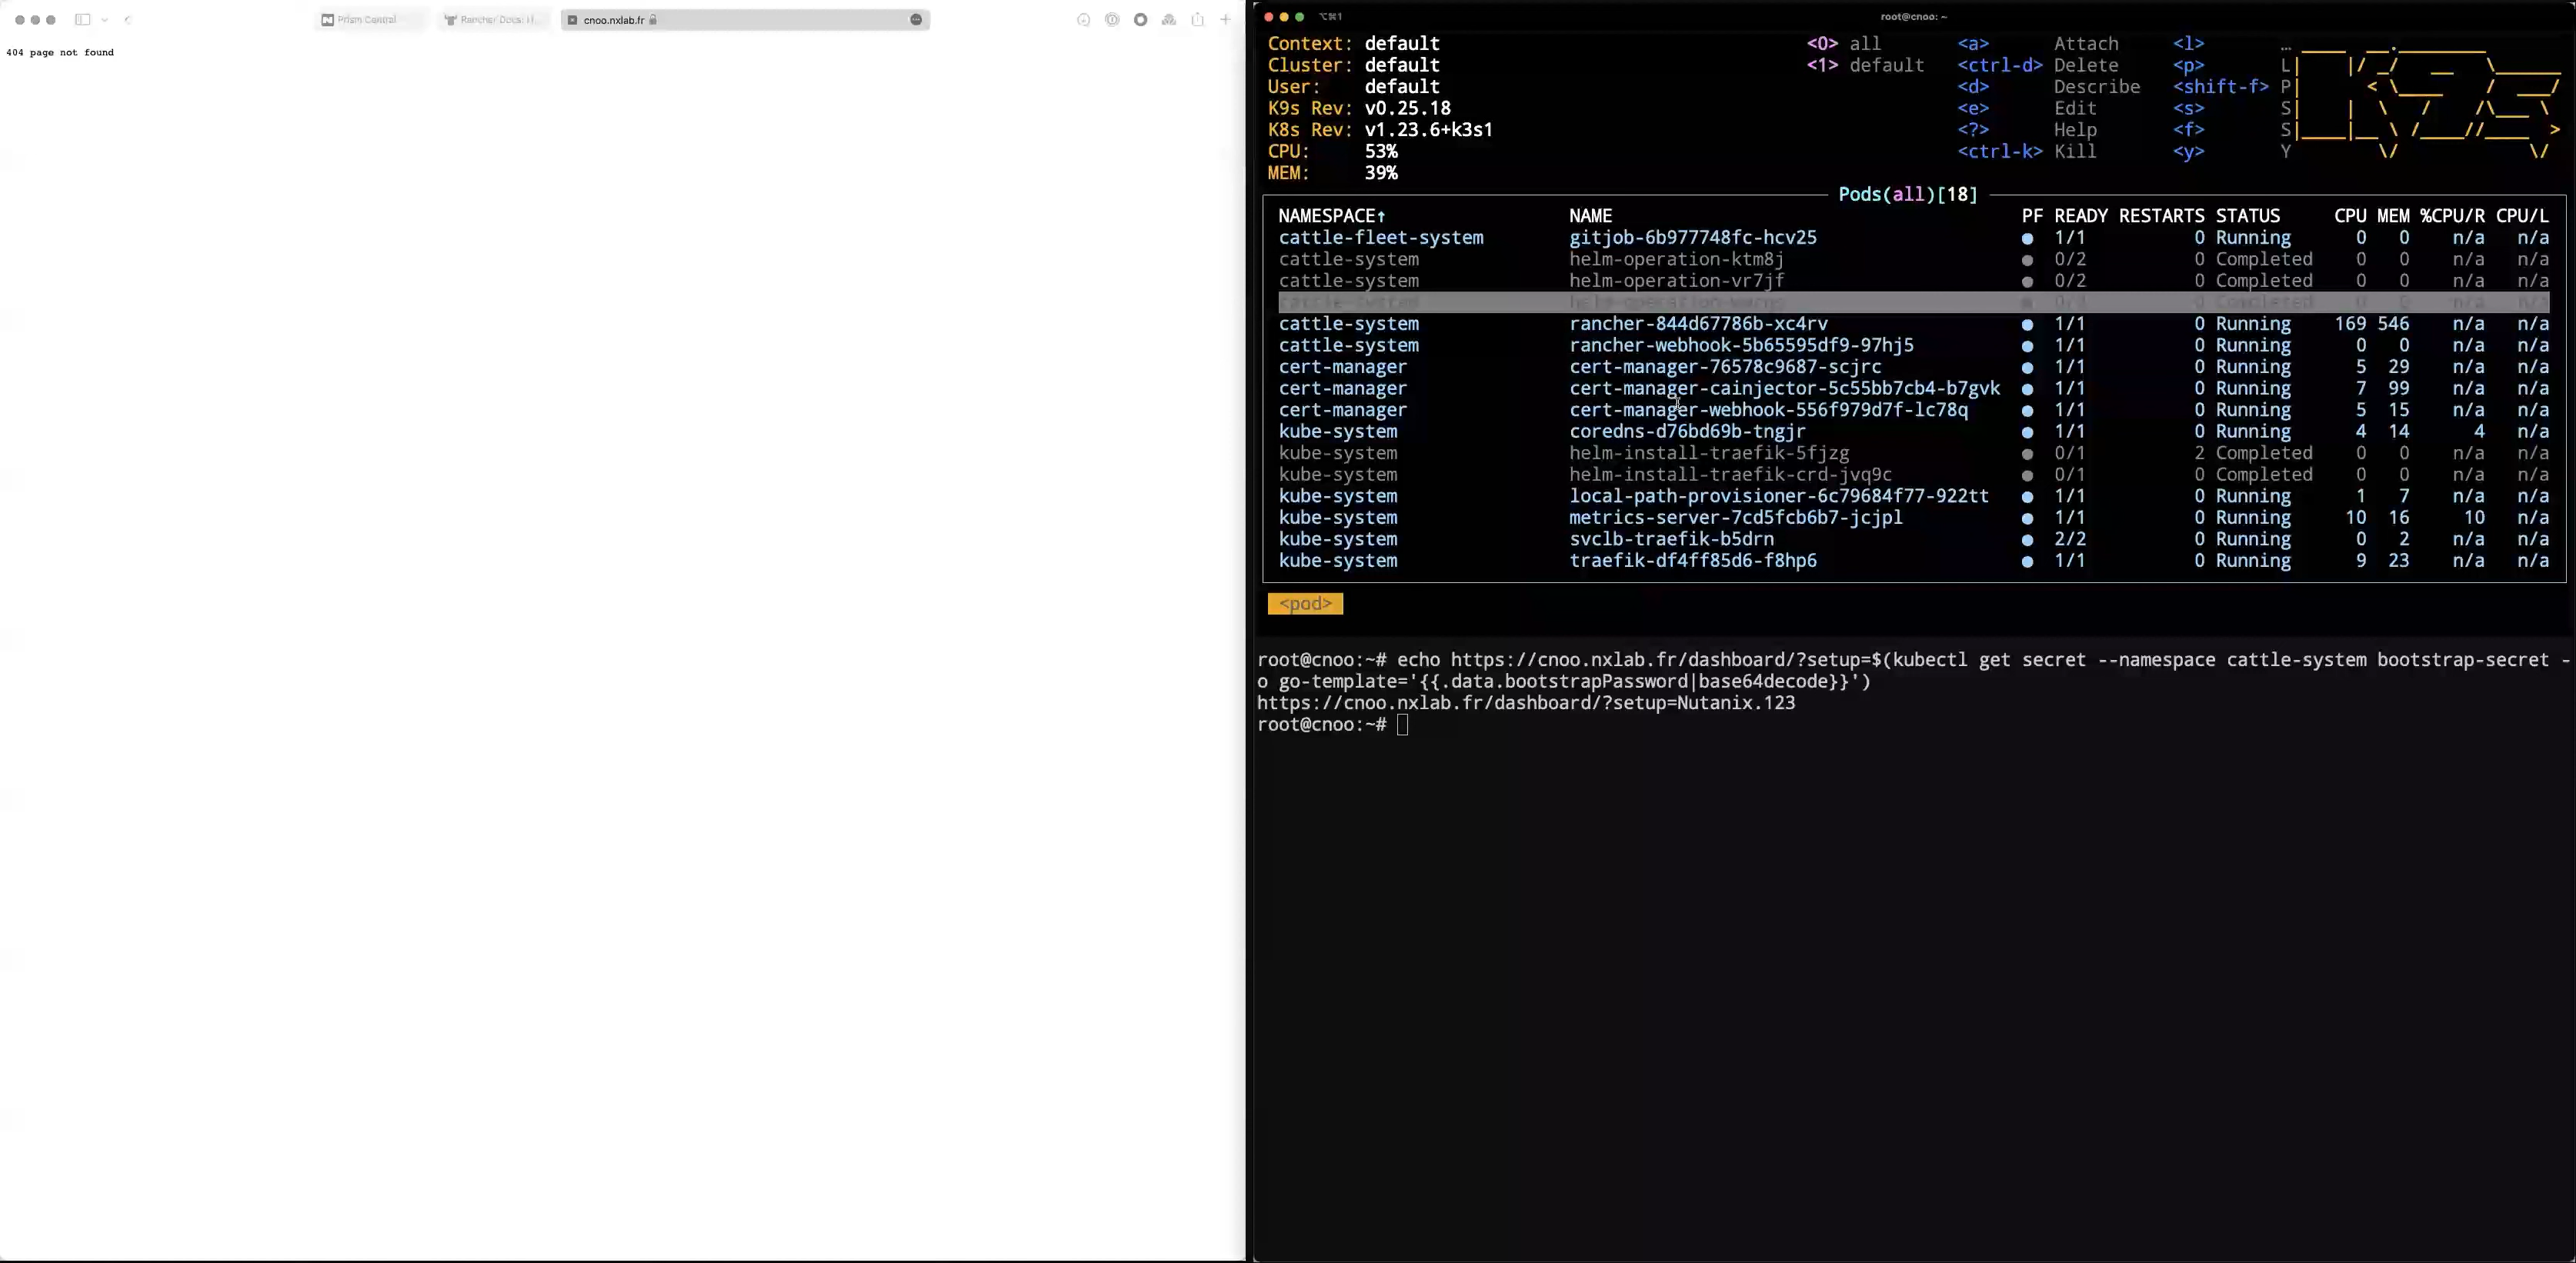 Prism Central
Rancher Docs:
cnoo.nxlab.fr
404 page not found
⌥⌘1
root@cnoo: ~
Context: default <0> all <a> Attach <l> …
Cluster: default <1> default <ctrl-d> Delete <p> L
User: default <d> Describe <shift-f> P
K9s Rev: v0.25.18 <e> Edit <s> S
K8s Rev: v1.23.6+k3s1 <?> Help <f> S
CPU: 53% <ctrl-k> Kill <y> Y
MEM: 39%
Pods(all)[18]
NAMESPACE↑ NAME PF READY RESTARTS STATUS CPU MEM %CPU/R CPU/L
cattle-fleet-system gitjob-6b977748fc-hcv25 ● 1/1 0 Running 0 0 n/a n/a
cattle-system helm-operation-ktm8j ● 0/2 0 Completed 0 0 n/a n/a
cattle-system helm-operation-vr7jf ● 0/2 0 Completed 0 0 n/a n/a
cattle-system ● 0/2 0 Completed 0 0 n/a n/a
cattle-system rancher-844d67786b-xc4rv ● 1/1 0 Running 169 546 n/a n/a
cattle-system rancher-webhook-5b65595df9-97hj5 ● 1/1 0 Running 0 0 n/a n/a
cert-manager cert-manager-76578c9687-scjrc ● 1/1 0 Running 5 29 n/a n/a
cert-manager cert-manager-cainjector-5c55bb7cb4-b7gvk ● 1/1 0 Running 7 99 n/a n/a
cert-manager cert-manager-webhook-556f979d7f-lc78q ● 1/1 0 Running 5 15 n/a n/a
kube-system coredns-d76bd69b-tngjr ● 1/1 0 Running 4 14 4 n/a
kube-system helm-install-traefik-5fjzg ● 0/1 2 Completed 0 0 n/a n/a
kube-system helm-install-traefik-crd-jvq9c ● 0/1 0 Completed 0 0 n/a n/a
kube-system local-path-provisioner-6c79684f77-922tt ● 1/1 0 Running 1 7 n/a n/a
kube-system metrics-server-7cd5fcb6b7-jcjpl ● 1/1 0 Running 10 16 10 n/a
kube-system svclb-traefik-b5drn ● 2/2 0 Running 0 2 n/a n/a
kube-system traefik-df4ff85d6-f8hp6 ● 1/1 0 Running 9 23 n/a n/a
<pod>
root@cnoo:~# echo https://cnoo.nxlab.fr/dashboard/?setup=$(kubectl get secret --namespace cattle-system bootstrap-secret -
o go-template='{{.data.bootstrapPassword|base64decode}}')
https://cnoo.nxlab.fr/dashboard/?setup=Nutanix.123
root@cnoo:~#